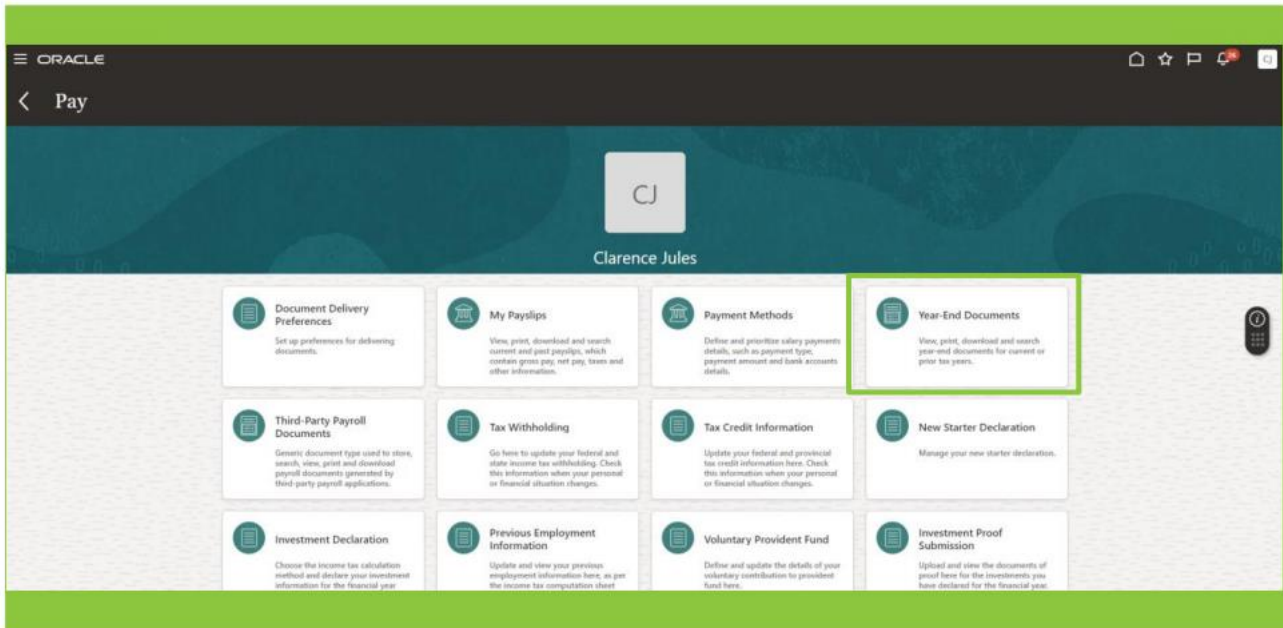 ORACLE
Pay
CJ
Clarence Jules
Document Delivery
Preferences
Set up preferences for delivering
documents.
My Payslips
View, print, download and search
current and past payslips, which
contain gross pay, net pay, taxes and
other information.
Payment Methods
Define and prioritize salary payments
details, such as payment type,
payment amount and bank accounts
details.
Year-End Documents
View, print, download and search
year-end documents for current or
prior tax years.
Third-Party Payroll
Documents
Generic document type used to store,
search, view, print and download
payroll documents generated by
third-party payroll applications.
Tax Withholding
Go here to update your federal and
state income tax withholding. Check
this information when your personal
or financial situation changes.
Tax Credit Information
Update your federal and provincial
tax credit information here. Check
this information when your personal
or financial situation changes.
New Starter Declaration
Manage your new starter declaration.
Investment Declaration
Choose the income tax calculation
method and declare your investment
information for the financial year
Previous Employment
Information
Update and view your previous
employment information here, as per
the income tax computation sheet
Voluntary Provident Fund
Define and update the details of your
voluntary contribution to provident
fund here.
Investment Proof
Submission
Upload and view the documents of
proof here for the investments you
have declared for the financial year.